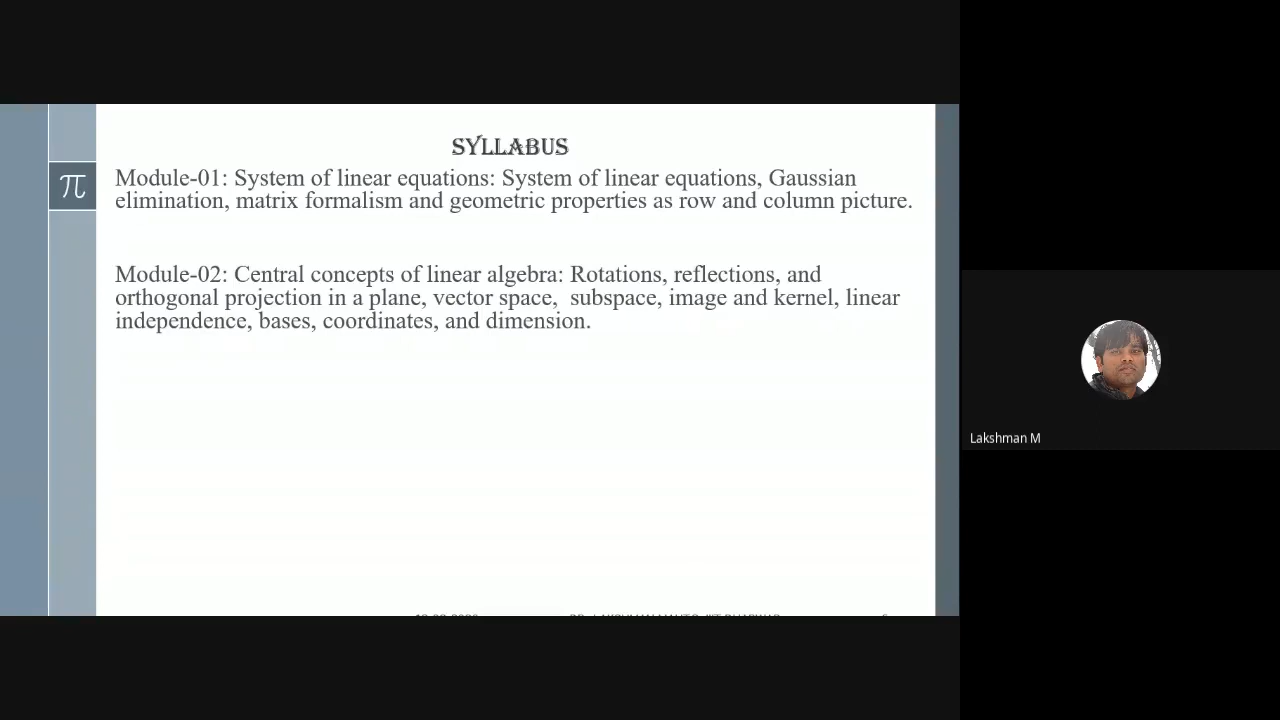 SYLLABUS
π
Module-01: System of linear equations: System of linear equations, Gaussian
elimination, matrix formalism and geometric properties as row and column picture.
Module-02: Central concepts of linear algebra: Rotations, reflections, and
orthogonal projection in a plane, vector space, subspace, image and kernel, linear
independence, bases, coordinates, and dimension.
Lakshman M